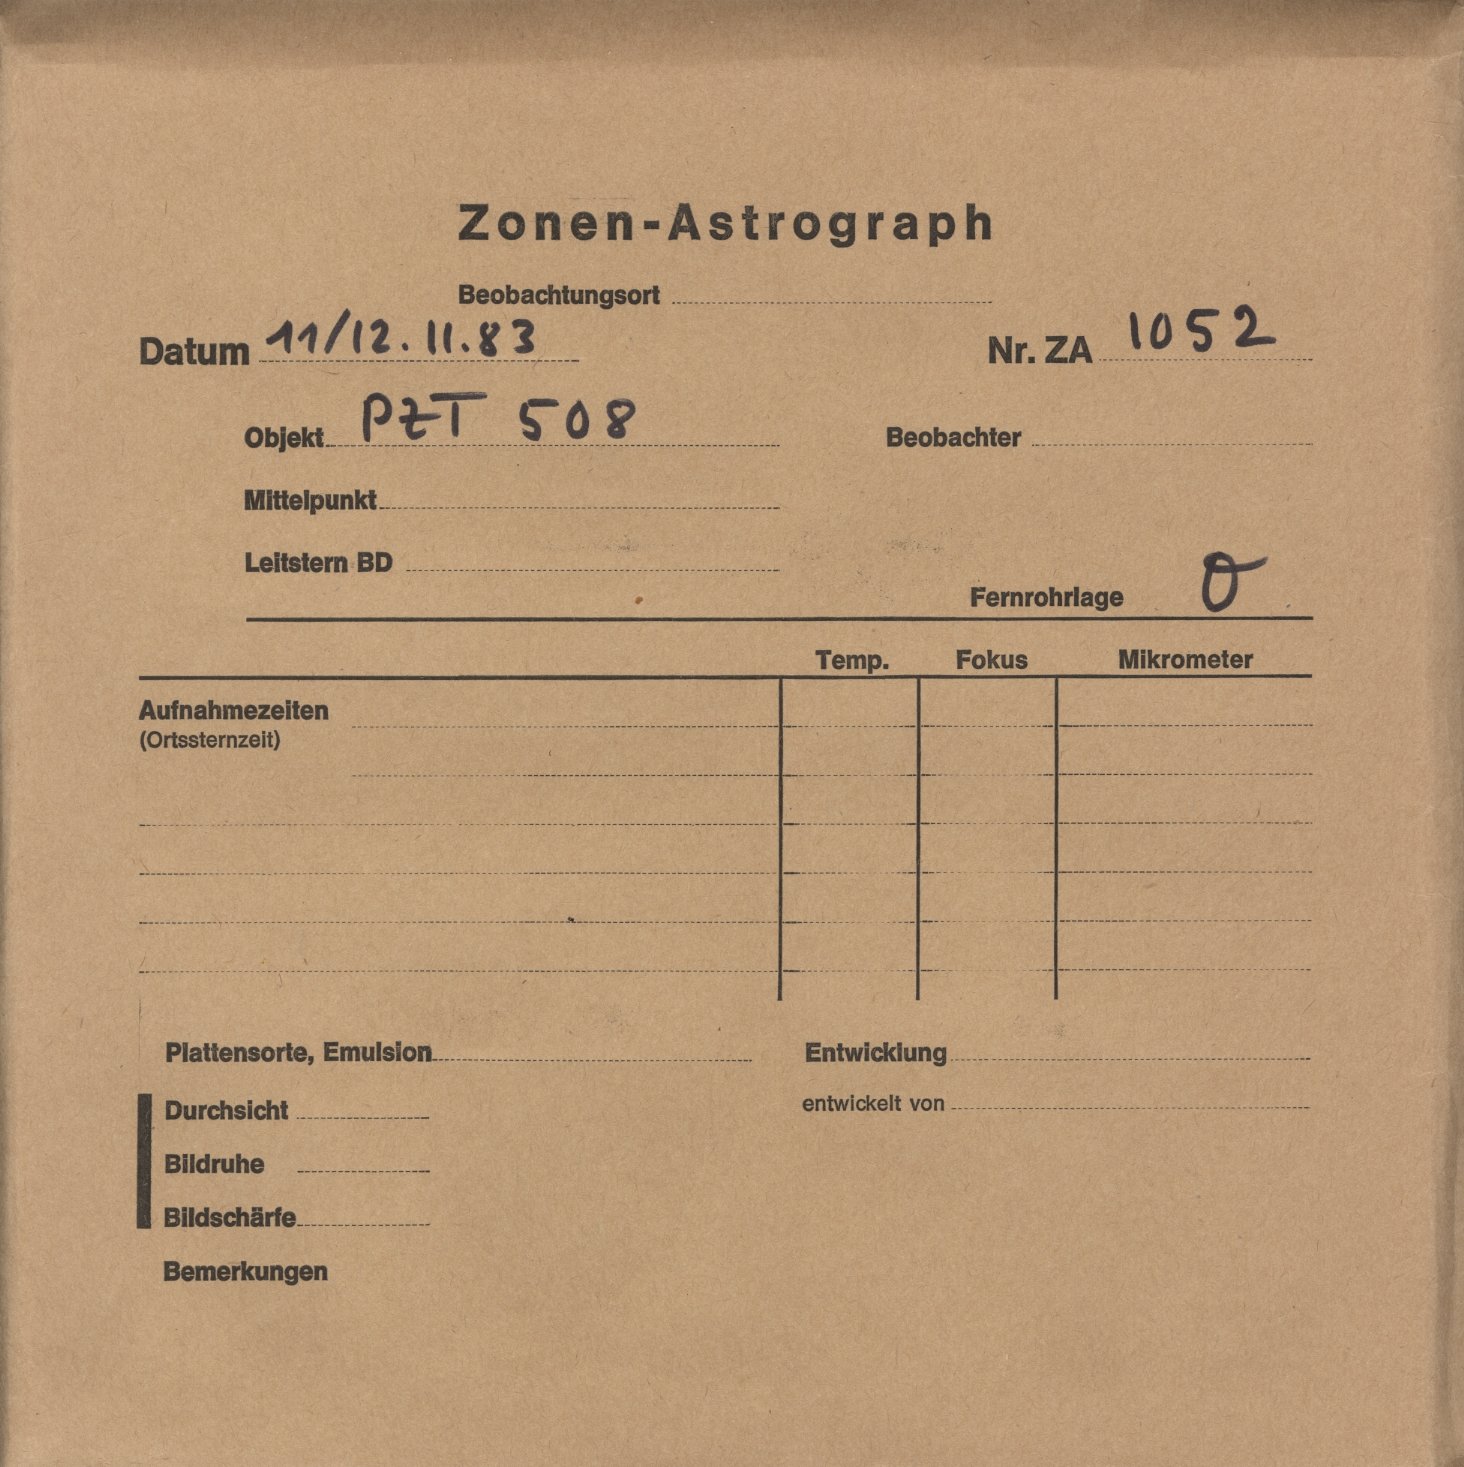 Zonen-Astrograph
Beobachtungsort
Datum 11/12.11.83 Nr. ZA 1052
Objekt PZT 508 Beobachter
Mittelpunkt
Leitstern BD
Fernrohrlage O
Temp. Fokus Mikrometer
Aufnahmezeiten
(Ortssternzeit)
Plattensorte, Emulsion Entwicklung
Durchsicht entwickelt von
Bildruhe
Bildschärfe
Bemerkungen